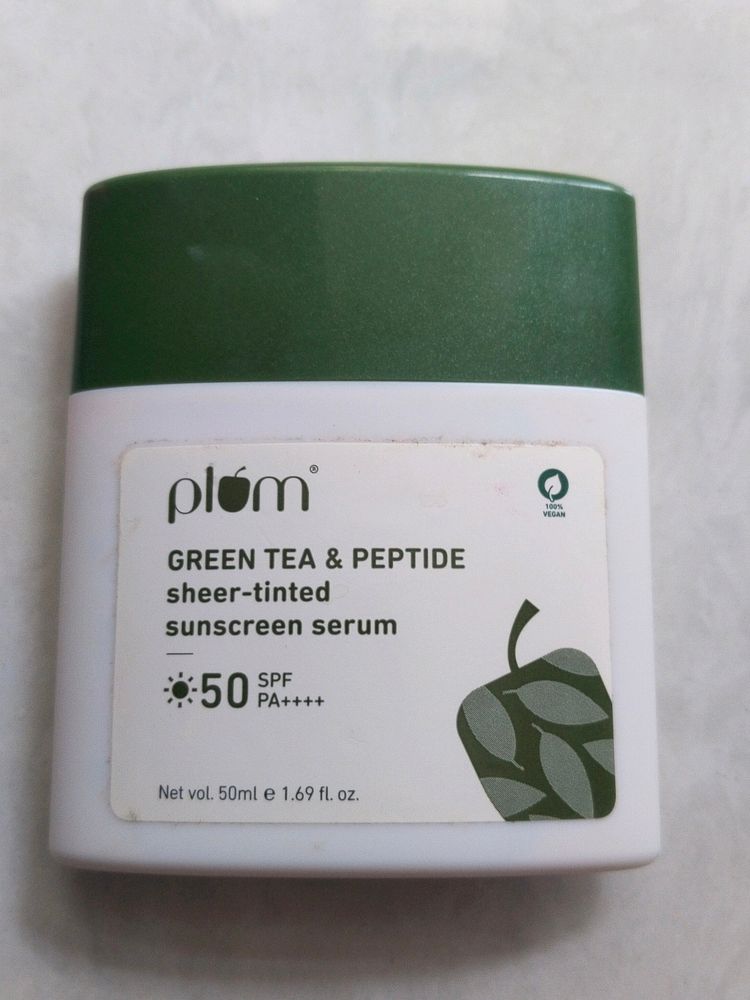 plum®
100%
VEGAN
GREEN TEA & PEPTIDE
sheer-tinted
sunscreen serum
50 SPF
PA++++
Net vol. 50ml e 1.69 fl. oz.